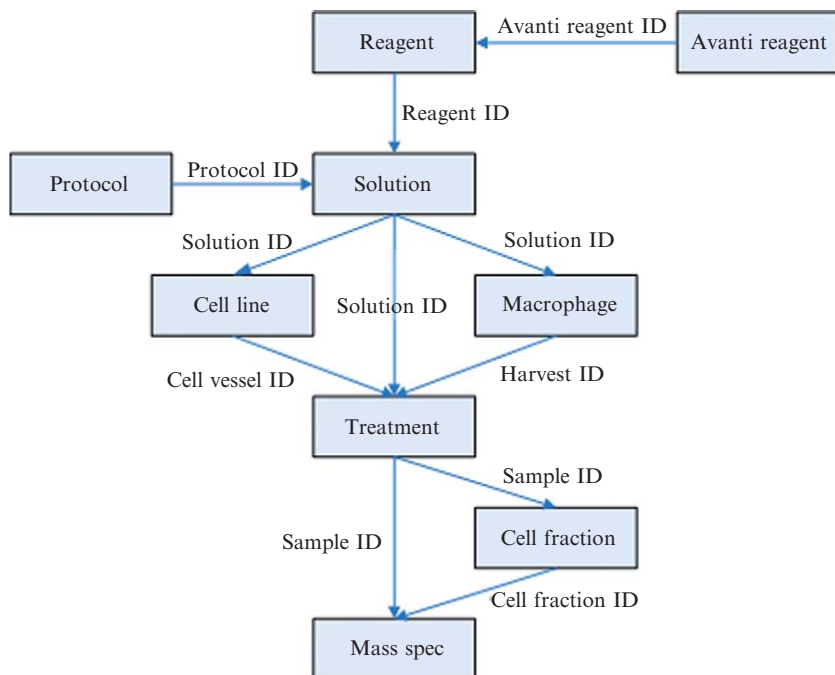 Reagent
Avanti reagent ID
Avanti reagent
Reagent ID
Protocol
Protocol ID
Solution
Solution ID
Solution ID
Cell line
Solution ID
Macrophage
Cell vessel ID
Harvest ID
Treatment
Sample ID
Sample ID
Cell fraction
Cell fraction ID
Mass spec